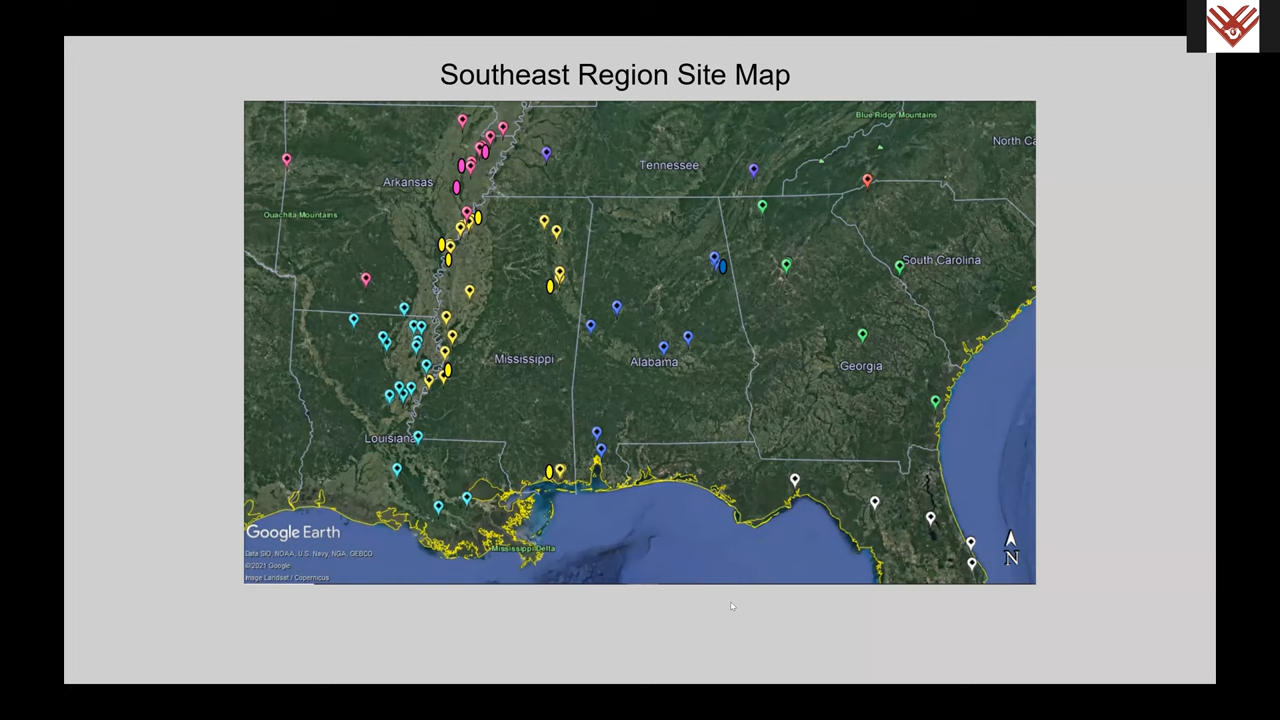 Southeast Region Site Map
Blue Ridge Mountains
North Ca
Tennessee
Arkansas
Ouachita Mountains
South Carolina
Mississippi
Alabama
Georgia
Louisiana
Google Earth
Mississippi Delta
Data SIO, NOAA, U.S. Navy, NGA, GEBCO
©2021 Google
Image Landsat / Copernicus
N